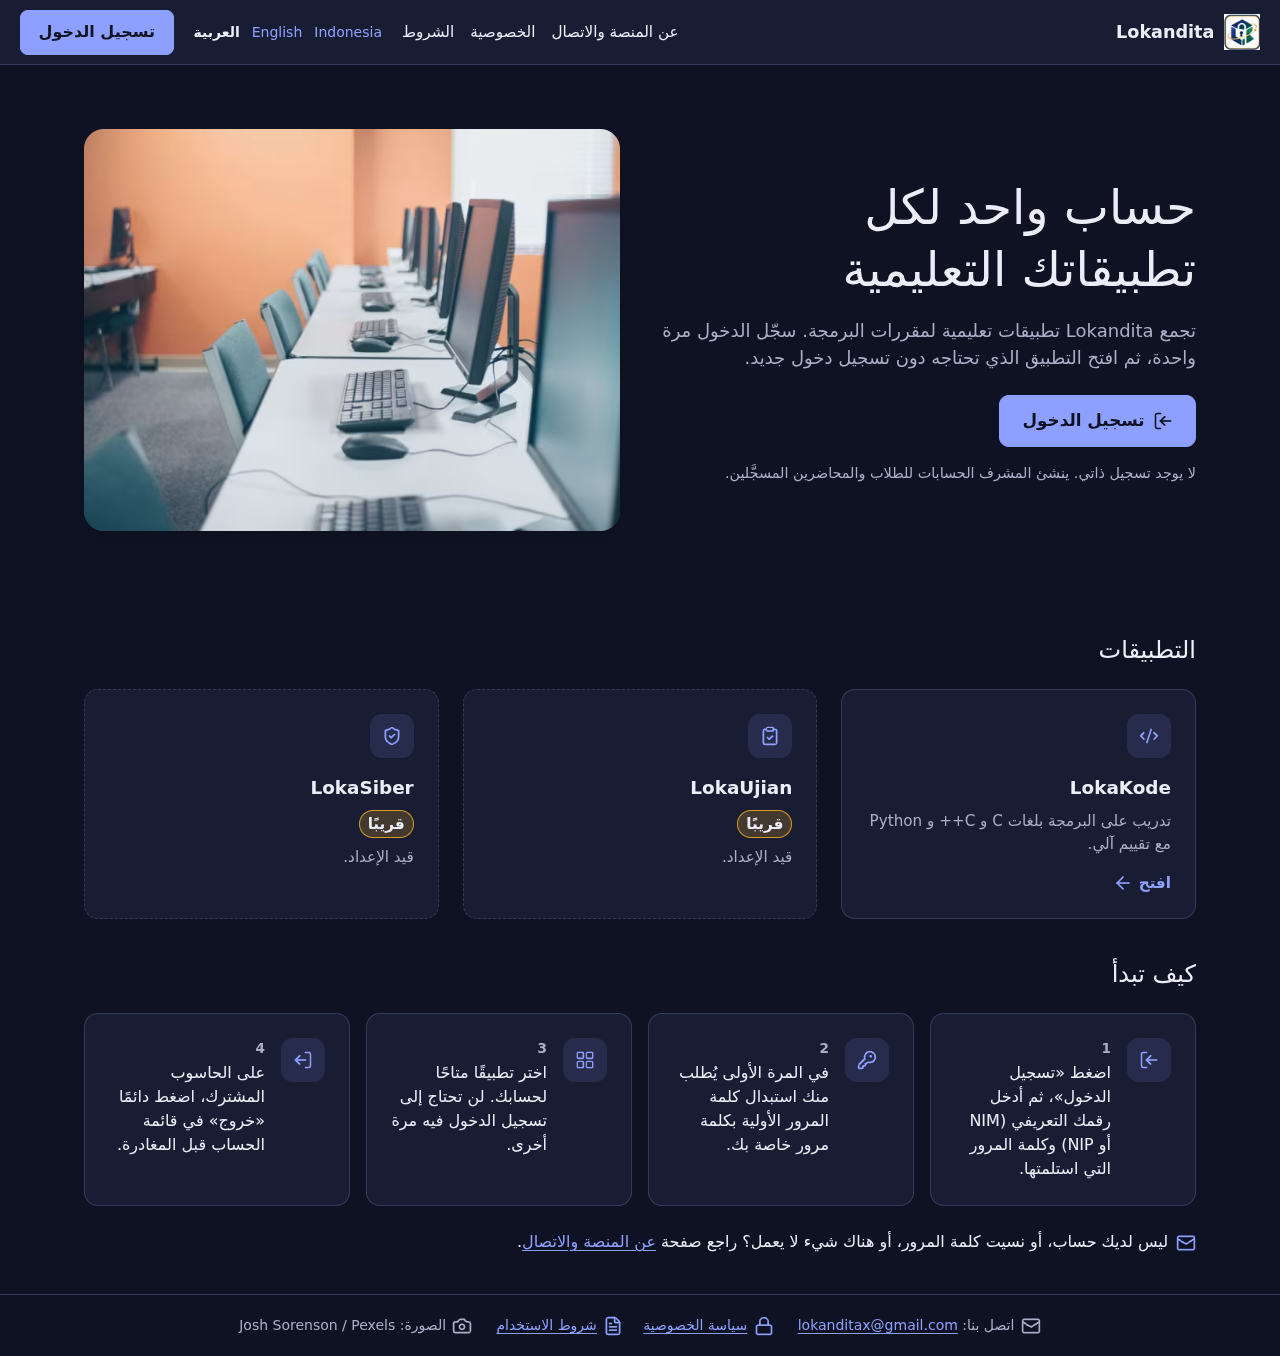 Lokandita
عن المنصة والاتصال
الخصوصية
الشروط
Indonesia
English
العربية
تسجيل الدخول
حساب واحد لكل
تطبيقاتك التعليمية
تجمع Lokandita تطبيقات تعليمية لمقررات البرمجة. سجّل الدخول مرة
واحدة، ثم افتح التطبيق الذي تحتاجه دون تسجيل دخول جديد.
تسجيل الدخول
لا يوجد تسجيل ذاتي. ينشئ المشرف الحسابات للطلاب والمحاضرين المسجَّلين.
التطبيقات
LokaKode
تدريب على البرمجة بلغات C و C++ و Python
مع تقييم آلي.
افتح
LokaUjian
قريبًا
قيد الإعداد.
LokaSiber
قريبًا
قيد الإعداد.
كيف تبدأ
1
اضغط «تسجيل
الدخول»، ثم أدخل
رقمك التعريفي (NIM
أو NIP) وكلمة المرور
التي استلمتها.
2
في المرة الأولى يُطلب
منك استبدال كلمة
المرور الأولية بكلمة
مرور خاصة بك.
3
اختر تطبيقًا متاحًا
لحسابك. لن تحتاج إلى
تسجيل الدخول فيه مرة
أخرى.
4
على الحاسوب
المشترك، اضغط دائمًا
«خروج» في قائمة
الحساب قبل المغادرة.
ليس لديك حساب، أو نسيت كلمة المرور، أو هناك شيء لا يعمل؟ راجع صفحة عن المنصة والاتصال.
اتصل بنا: lokanditax@gmail.com
سياسة الخصوصية
شروط الاستخدام
الصورة: Josh Sorenson / Pexels